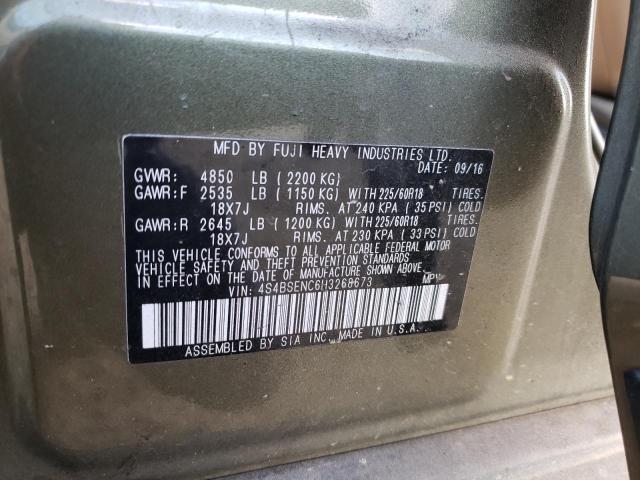 MFD BY FUJI HEAVY INDUSTRIES LTD.
DATE: 09/16
GVWR: 4850 LB ( 2200 KG)
GAWR:F 2535 LB ( 1150 KG) WITH 225/60R18 TIRES.
18X7J RIMS. AT 240 KPA ( 35 PSI) COLD
GAWR:R 2645 LB ( 1200 KG) WITH 225/60R18 TIRES.
18X7J RIMS. AT 230 KPA ( 33 PSI) COLD
THIS VEHICLE CONFORMS TO ALL APPLICABLE FEDERAL MOTOR
VEHICLE SAFETY AND THEFT PREVENTION STANDARDS
IN EFFECT ON THE DATE OF MANUFACTURE SHOWN ABOVE.
MPV
VIN: 4S4BSENC6H3268673
ASSEMBLED BY SIA INC. MADE IN U.S.A.